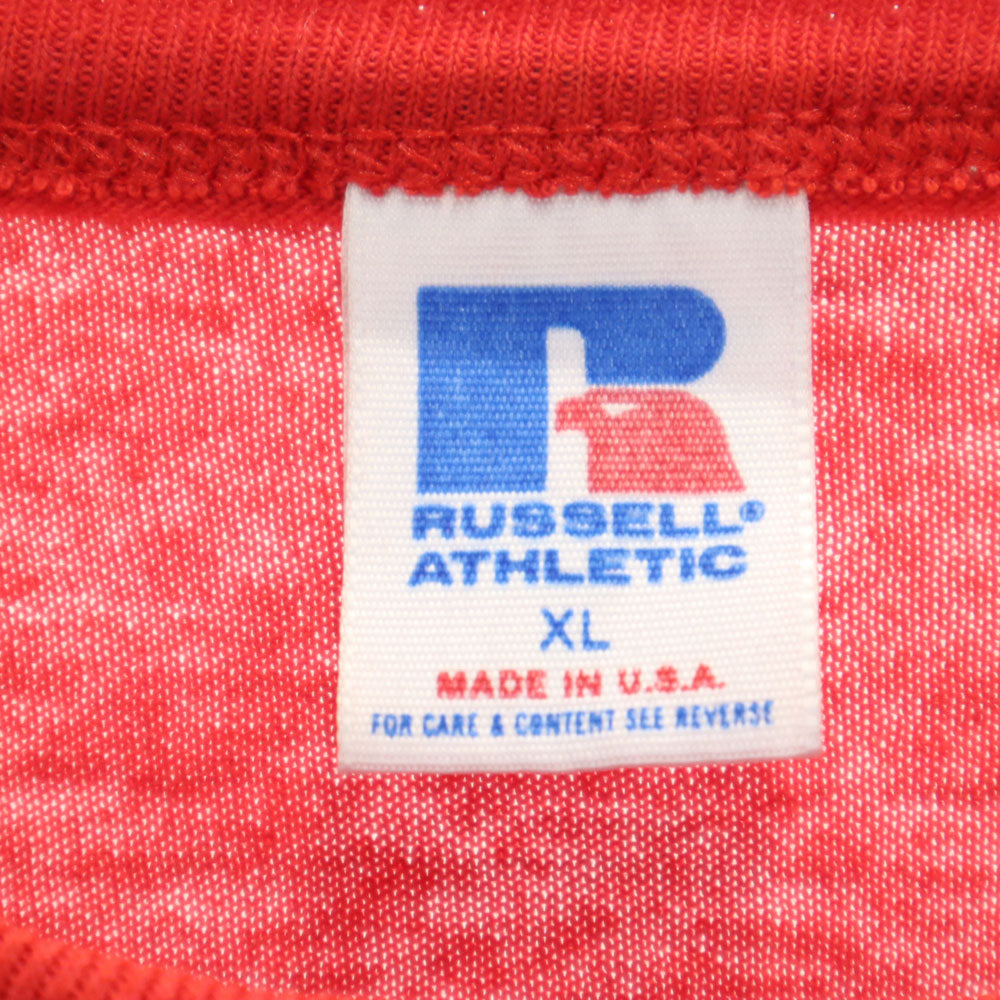 RUSSELL®
ATHLETIC
XL
MADE IN U.S.A.
FOR CARE & CONTENT SEE REVERSE